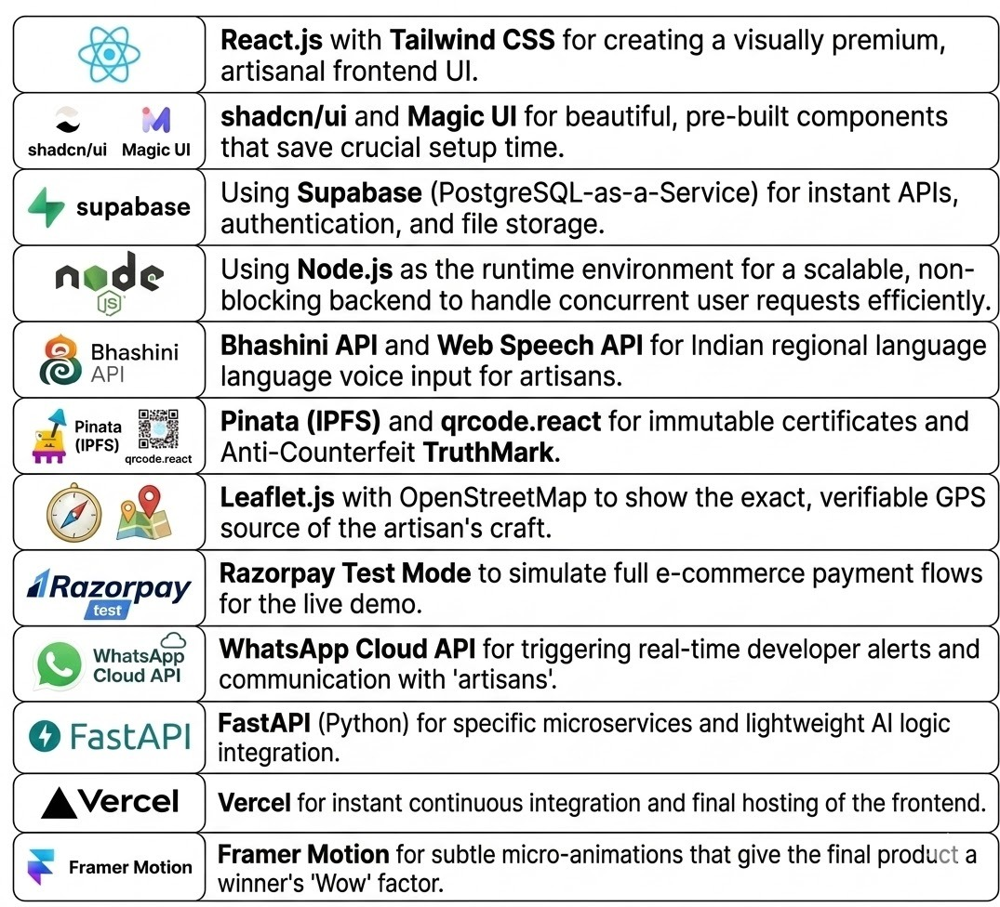 React.js with Tailwind CSS for creating a visually premium,
artisanal frontend UI.
shadcn/ui
Magic UI
shadcn/ui and Magic UI for beautiful, pre-built components
that save crucial setup time.
supabase
Using Supabase (PostgreSQL-as-a-Service) for instant APIs,
authentication, and file storage.
node
JS
Using Node.js as the runtime environment for a scalable, non-
blocking backend to handle concurrent user requests efficiently.
Bhashini
API
Bhashini API and Web Speech API for Indian regional language
language voice input for artisans.
Pinata
(IPFS)
qrcode.react
Pinata (IPFS) and qrcode.react for immutable certificates and
Anti-Counterfeit TruthMark.
Leaflet.js with OpenStreetMap to show the exact, verifiable GPS
source of the artisan's craft.
Razorpay
test
Razorpay Test Mode to simulate full e-commerce payment flows
for the live demo.
WhatsApp
Cloud API
WhatsApp Cloud API for triggering real-time developer alerts and
communication with 'artisans'.
FastAPI
FastAPI (Python) for specific microservices and lightweight AI logic
integration.
Vercel
Vercel for instant continuous integration and final hosting of the frontend.
Framer Motion
Framer Motion for subtle micro-animations that give the final product a
winner's 'Wow' factor.